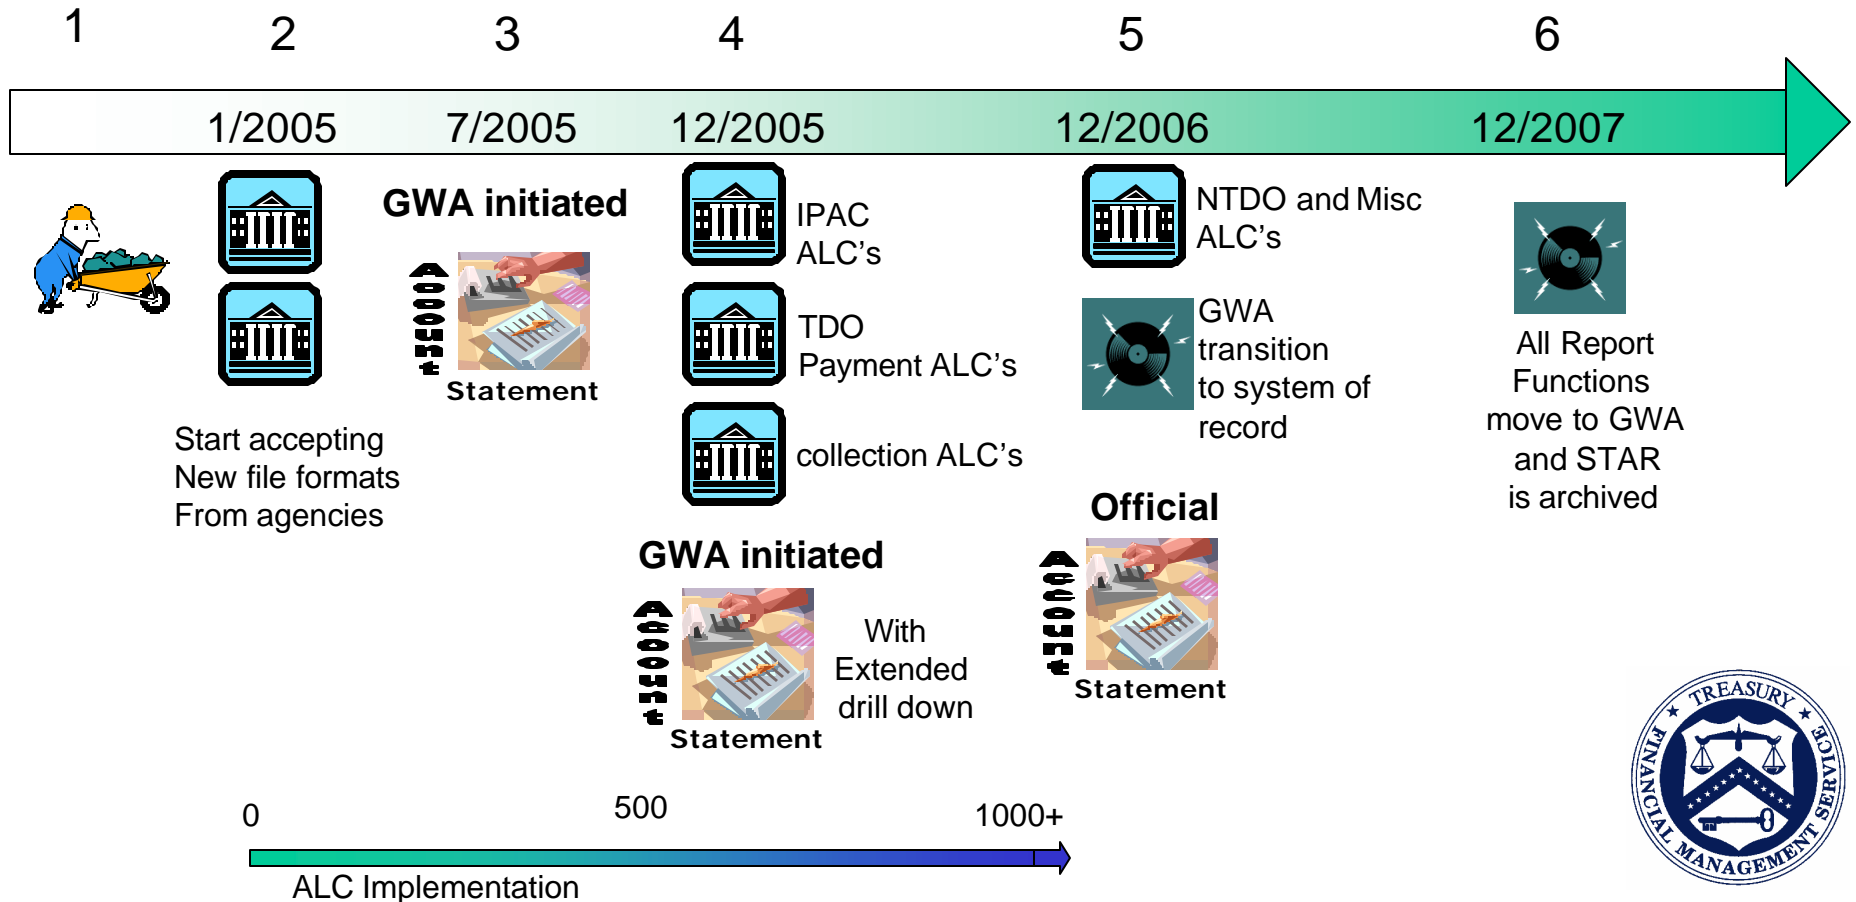 1 2 3 4 5 6
1/2005 7/2005 12/2005 12/2006 12/2007
Start accepting
New file formats
From agencies
GWA initiated
Account
Statement
IPAC
ALC's
TDO
Payment ALC's
collection ALC's
GWA initiated
Account
Statement
With
Extended
drill down
NTDO and Misc
ALC's
GWA
transition
to system of
record
Official
Account
Statement
All Report
Functions
move to GWA
and STAR
is archived
0 500 1000+
ALC Implementation
TREASURY
FINANCIAL MANAGEMENT SERVICE